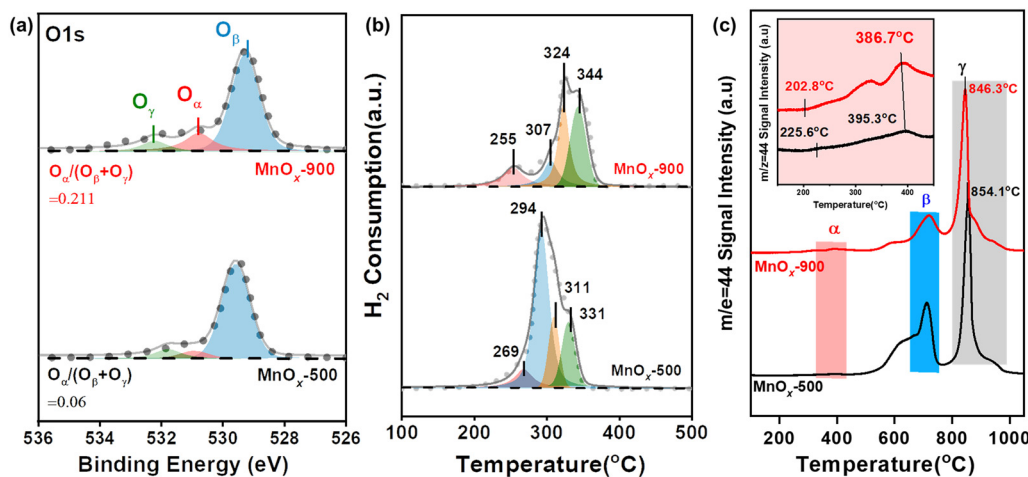 (a)
O1s
Oβ
Oγ
Oα
Oα/(Oβ+Oγ)
=0.211
MnOx-900
Oα/(Oβ+Oγ)
=0.06
MnOx-500
536 534 532 530 528 526
Binding Energy (eV)
(b)
H2 Consumption(a.u.)
324
344
307
255
MnOx-900
294
311
331
269
MnOx-500
100 200 300 400 500
Temperature(°C)
(c)
m/e=44 Signal Intensity (a.u)
m/z=44 Signal Intensity (a.u)
386.7°C
202.8°C
395.3°C
225.6°C
200 300 400
Temperature(°C)
γ
846.3°C
854.1°C
β
α
MnOx-900
MnOx-500
200 400 600 800 1000
Temperature(°C)